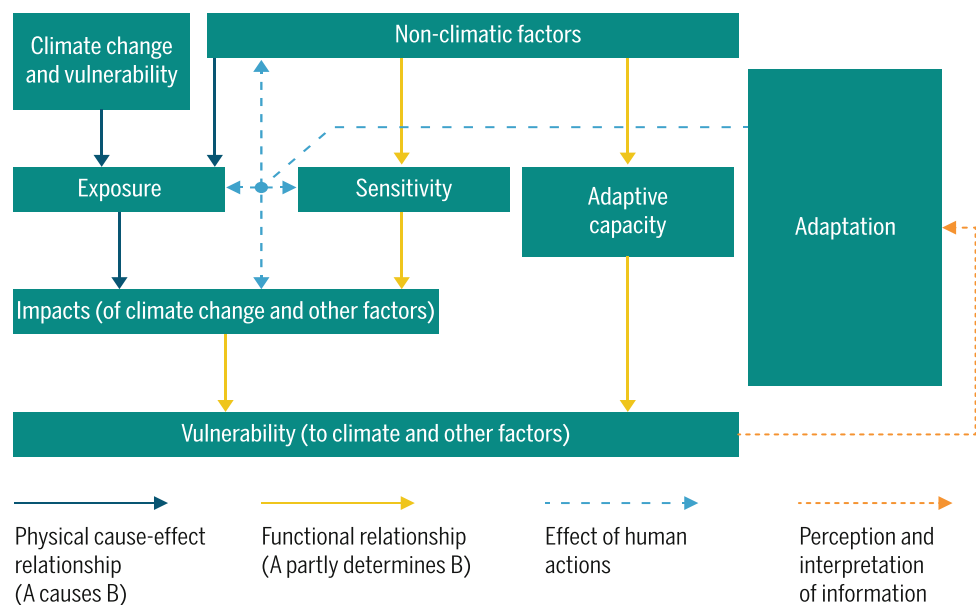 Climate change
and vulnerability
Non-climatic factors
Exposure
Sensitivity
Adaptive
capacity
Adaptation
Impacts (of climate change and other factors)
Vulnerability (to climate and other factors)
Physical cause-effect
relationship
(A causes B)
Functional relationship
(A partly determines B)
Effect of human
actions
Perception and
interpretation
of information